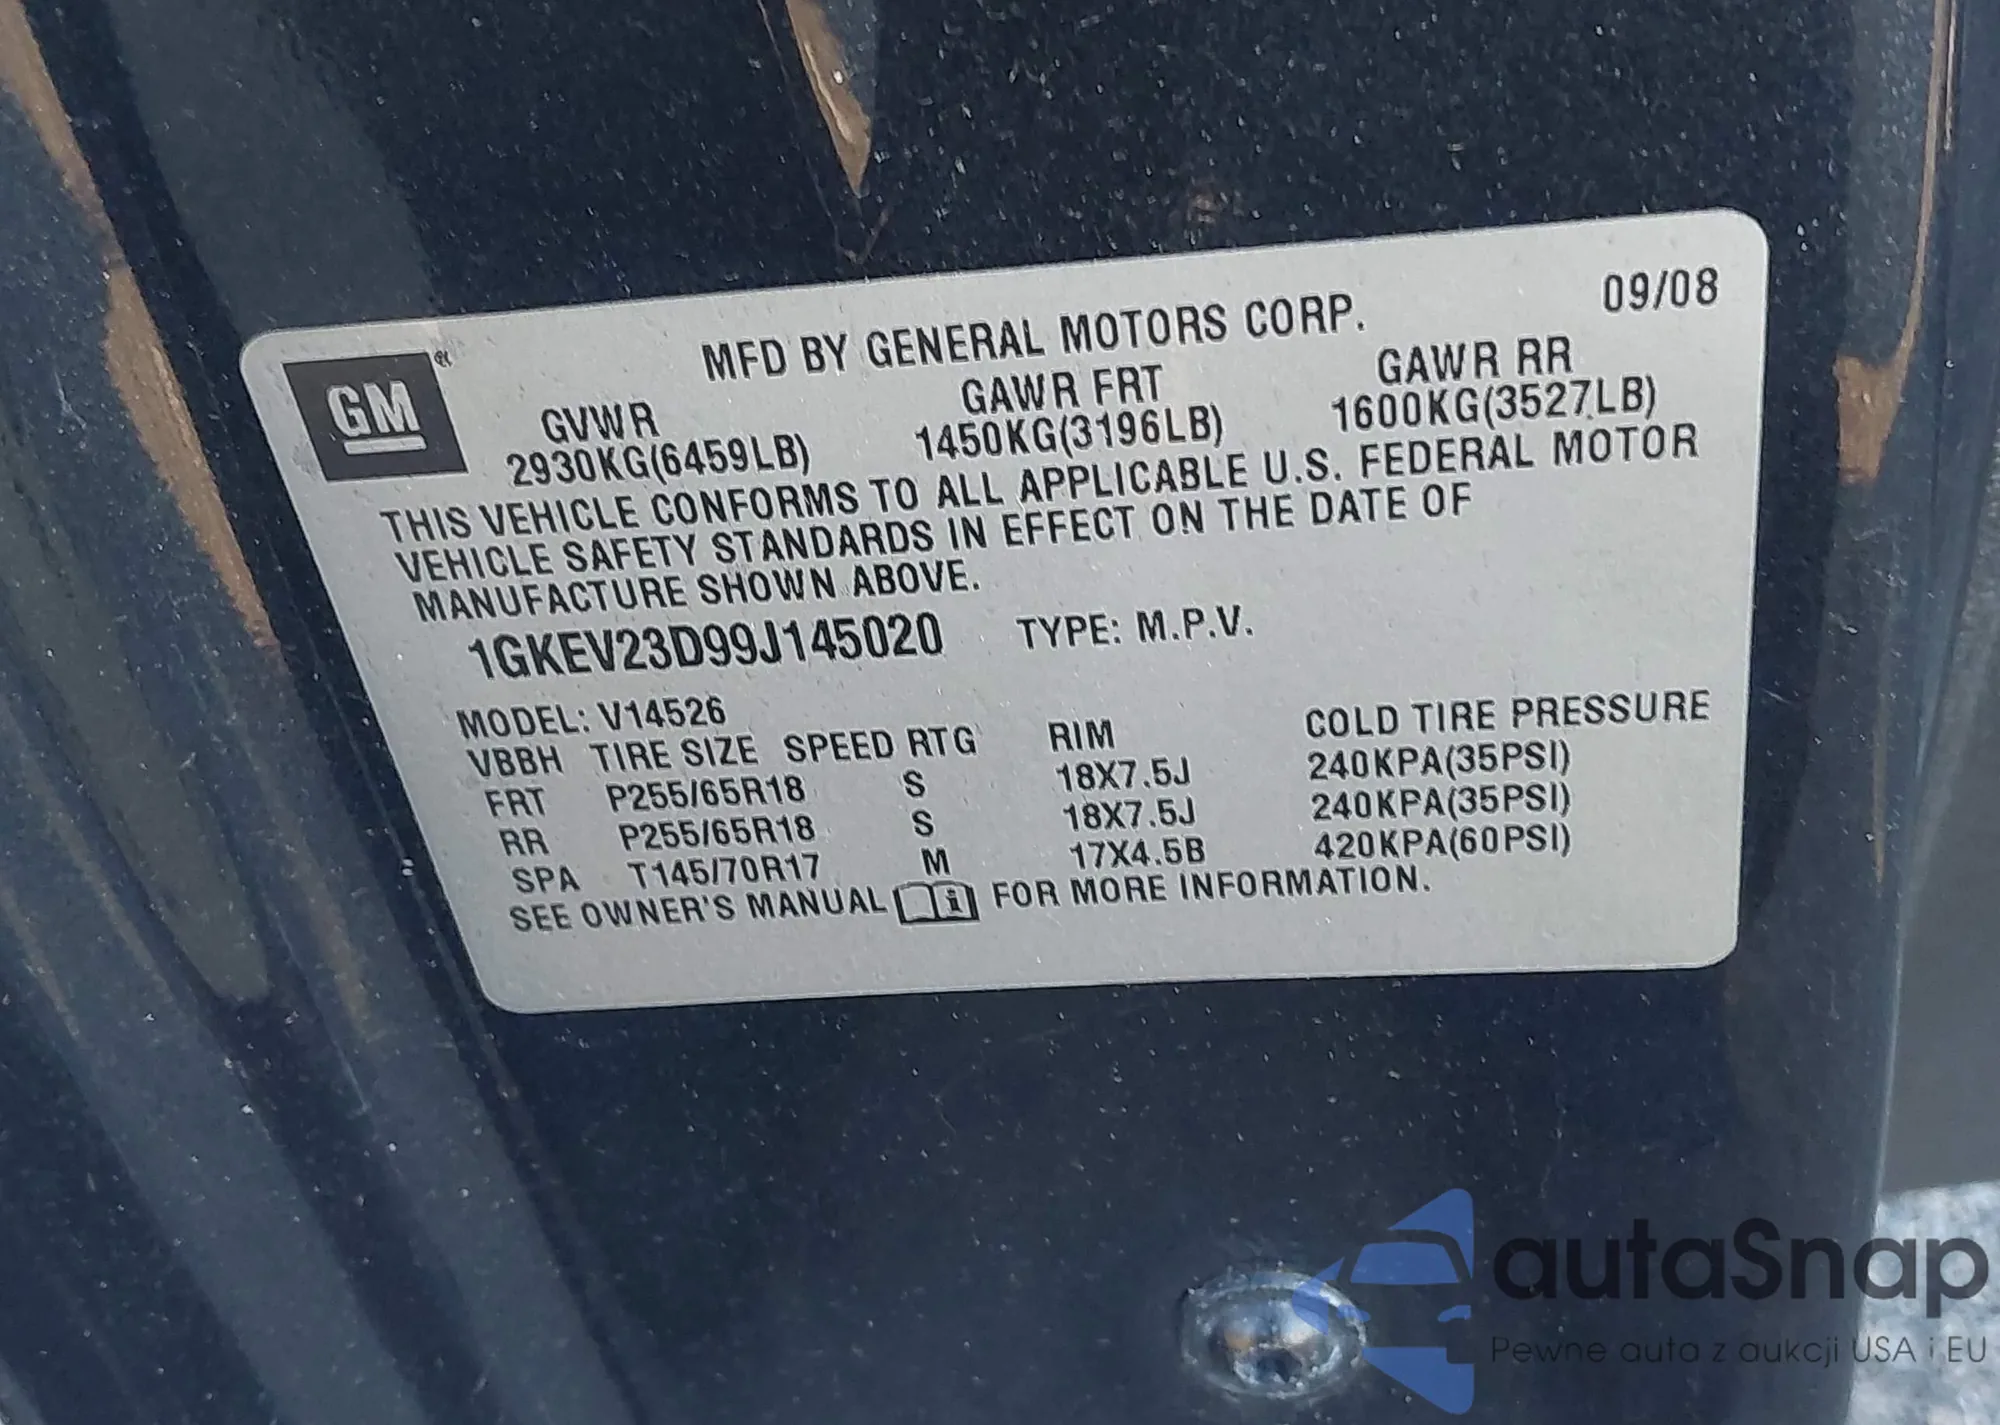 MFD BY GENERAL MOTORS CORP. 09/08
GM
GVWR GAWR FRT GAWR RR
2930KG(6459LB) 1450KG(3196LB) 1600KG(3527LB)
THIS VEHICLE CONFORMS TO ALL APPLICABLE U.S. FEDERAL MOTOR
VEHICLE SAFETY STANDARDS IN EFFECT ON THE DATE OF
MANUFACTURE SHOWN ABOVE.
1GKEV23D99J145020 TYPE: M.P.V.
MODEL: V14526
VBBH TIRE SIZE SPEED RTG RIM COLD TIRE PRESSURE
FRT P255/65R18 S 18X7.5J 240KPA(35PSI)
RR P255/65R18 S 18X7.5J 240KPA(35PSI)
SPA T145/70R17 M 17X4.5B 420KPA(60PSI)
SEE OWNER'S MANUAL FOR MORE INFORMATION.
autaSnap
Pewne auta z aukcji USA i EU